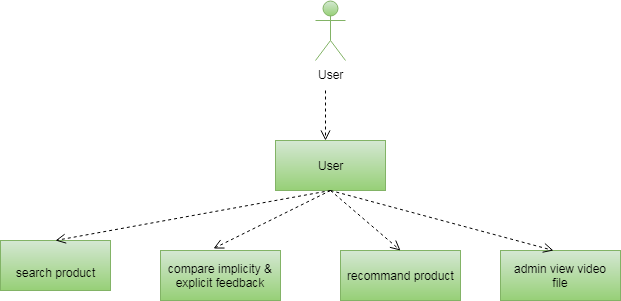 User
User
search product
compare implicity &
explicit feedback
recommand product
admin view video
file